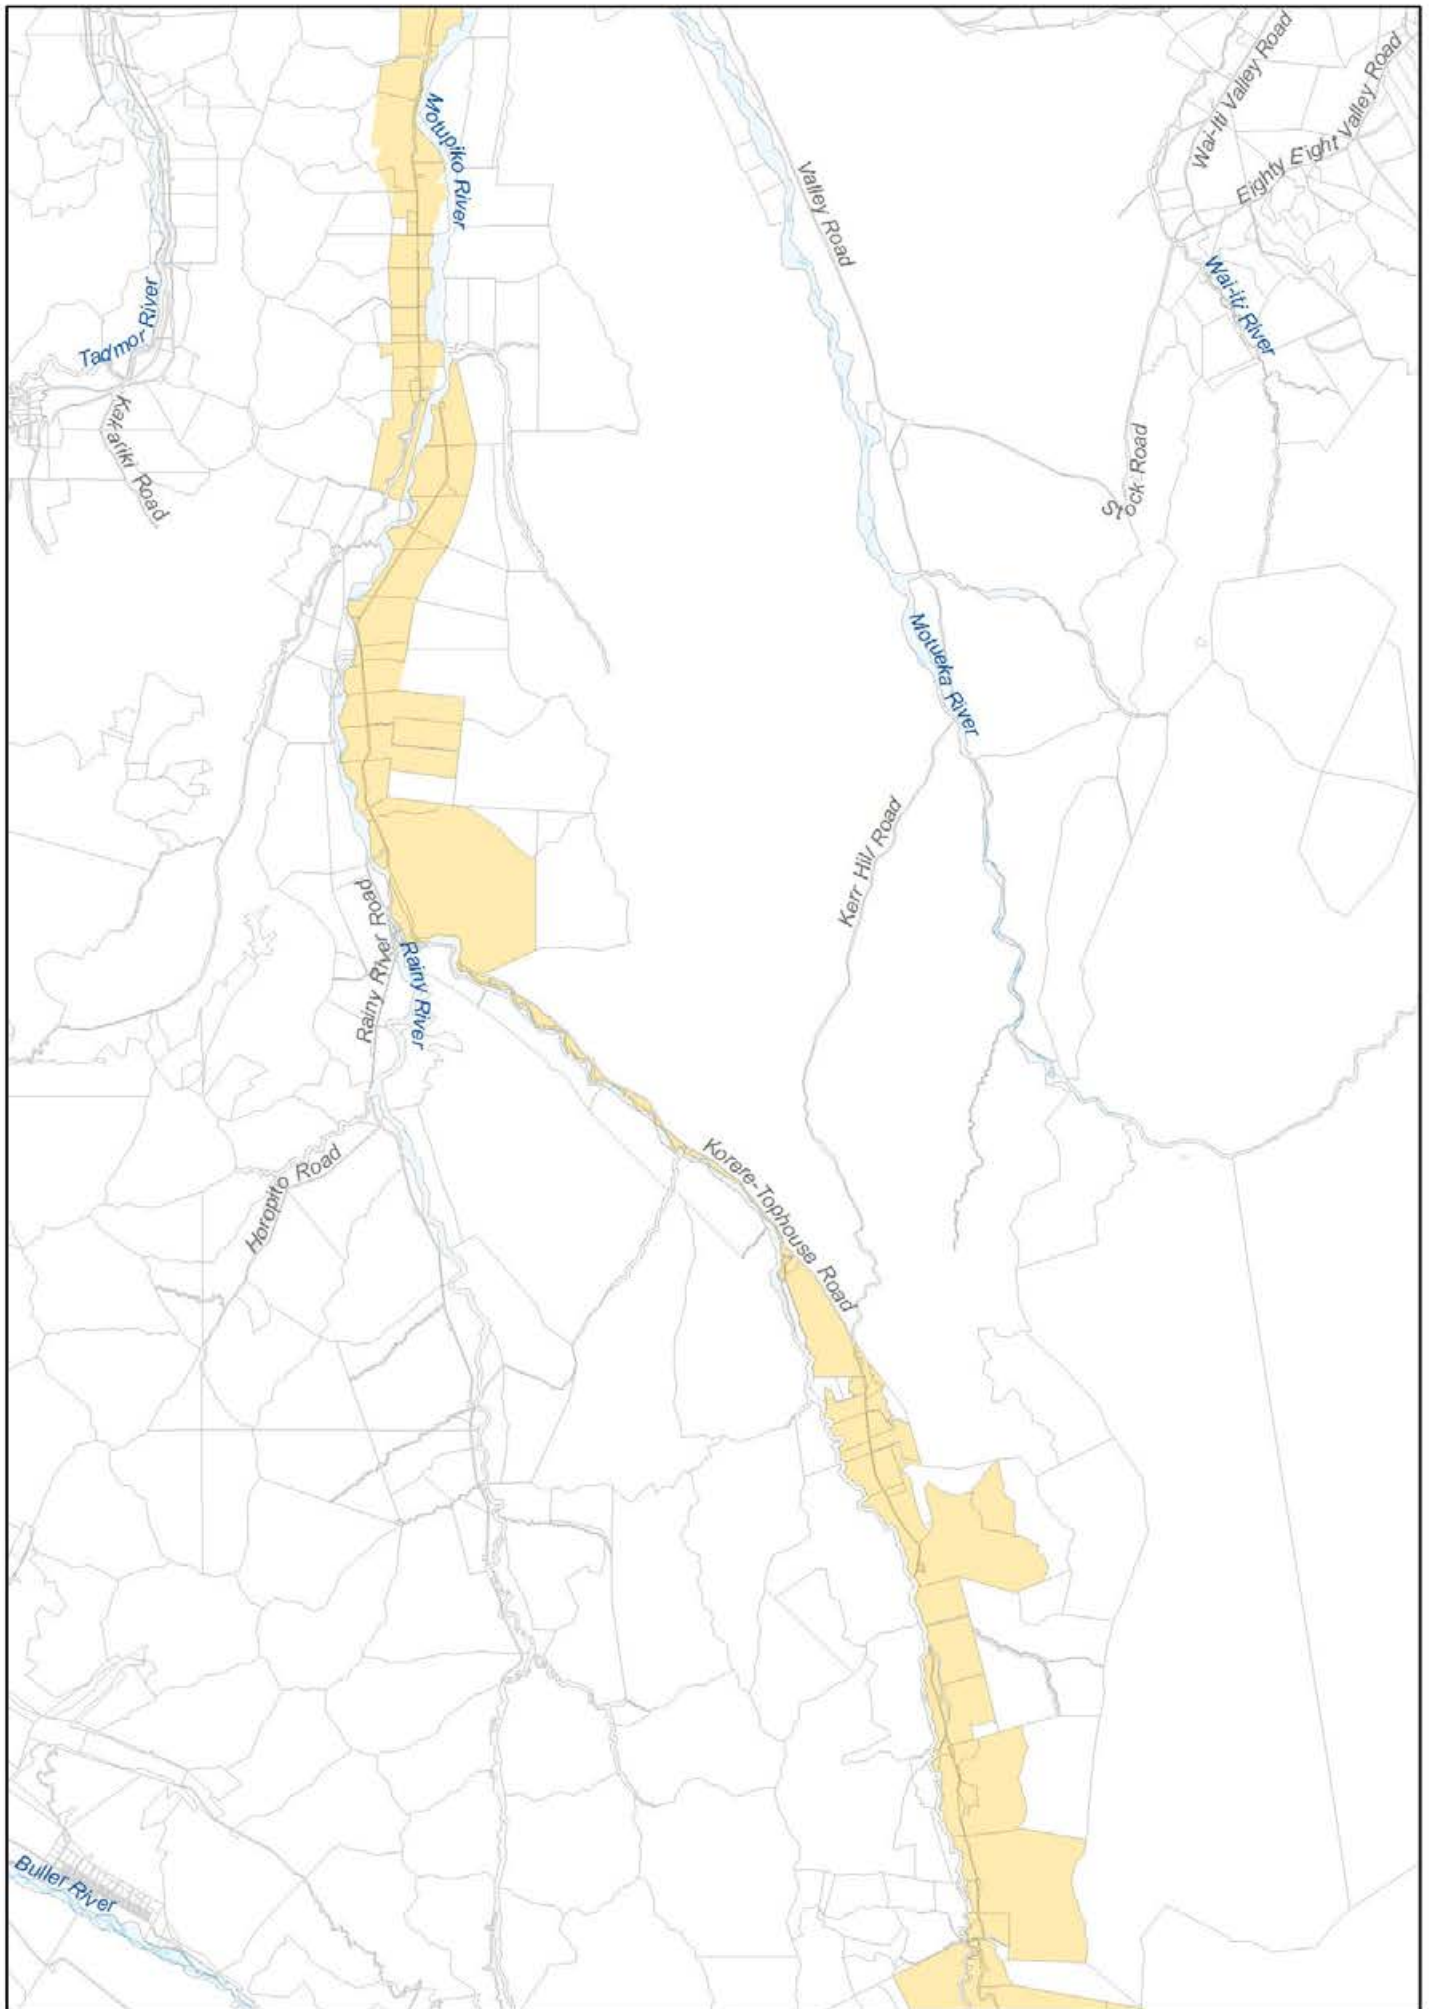 Wai-Iti Valley Road
Eighty Eight Valley Road
Motupiko River
Valley Road
Wai-iti River
Tadmor River
Kakariki Road
Stock Road
Motueka River
Kerr Hill Road
Rainy River Road
Rainy River
Korere-Tophouse Road
Horopito Road
Buller River